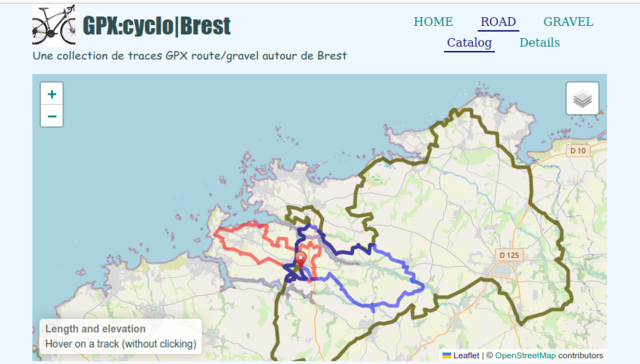 GPX:cyclo|Brest
HOME ROAD GRAVEL
Catalog Details
Une collection de traces GPX route/gravel autour de Brest
+
−
D 10
D 125
Length and elevation
Hover on a track (without clicking)
Leaflet | © OpenStreetMap contributors